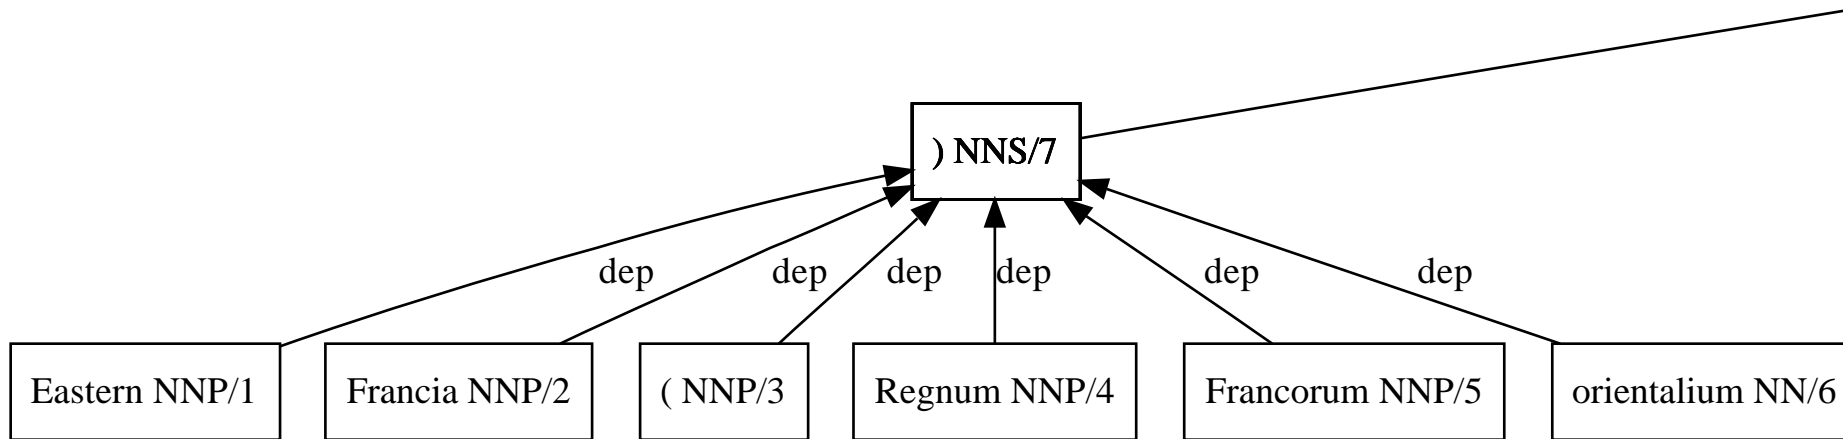 ) NNS/7
dep dep dep dep dep dep
Eastern NNP/1 Francia NNP/2 ( NNP/3 Regnum NNP/4 Francorum NNP/5 orientalium NN/6